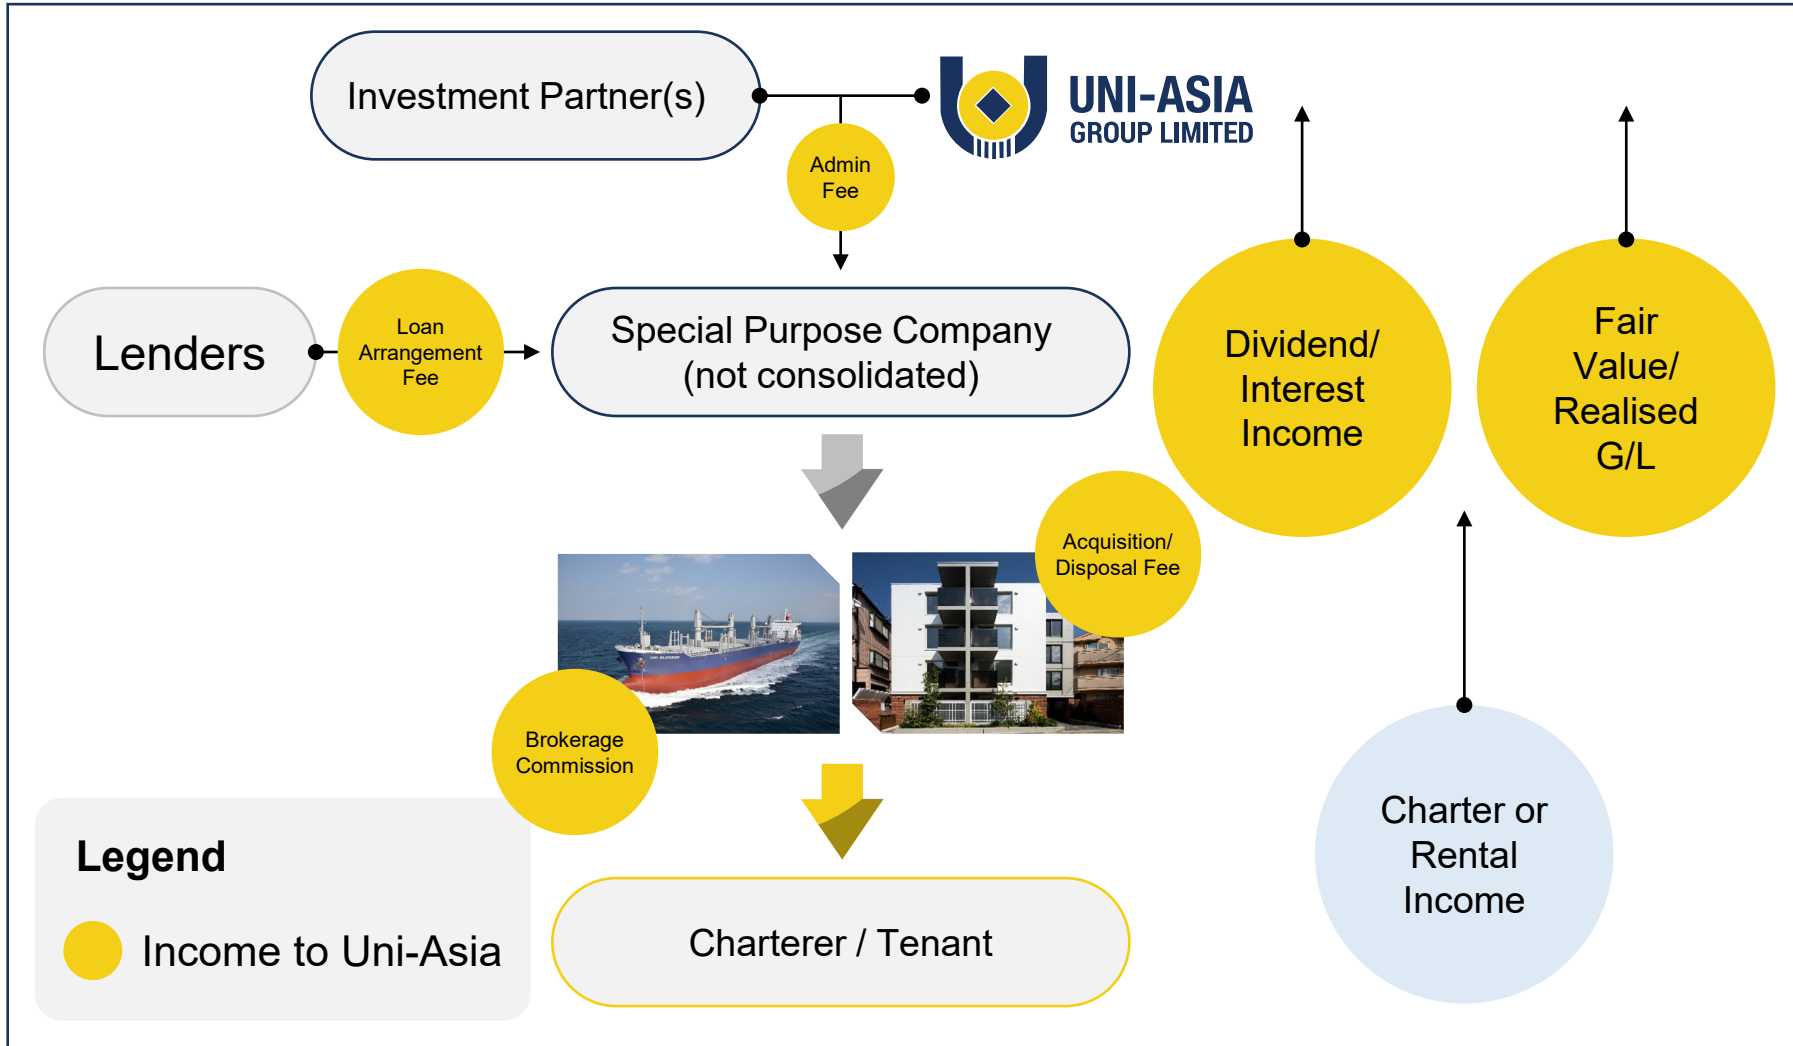 Investment Partner(s)
UNI-ASIA
GROUP LIMITED
Admin
Fee
Lenders
Loan
Arrangement
Fee
Special Purpose Company
(not consolidated)
Dividend/
Interest
Income
Fair
Value/
Realised
G/L
Acquisition/
Disposal Fee
Brokerage
Commission
Charter or
Rental
Income
Legend
Income to Uni-Asia
Charterer / Tenant